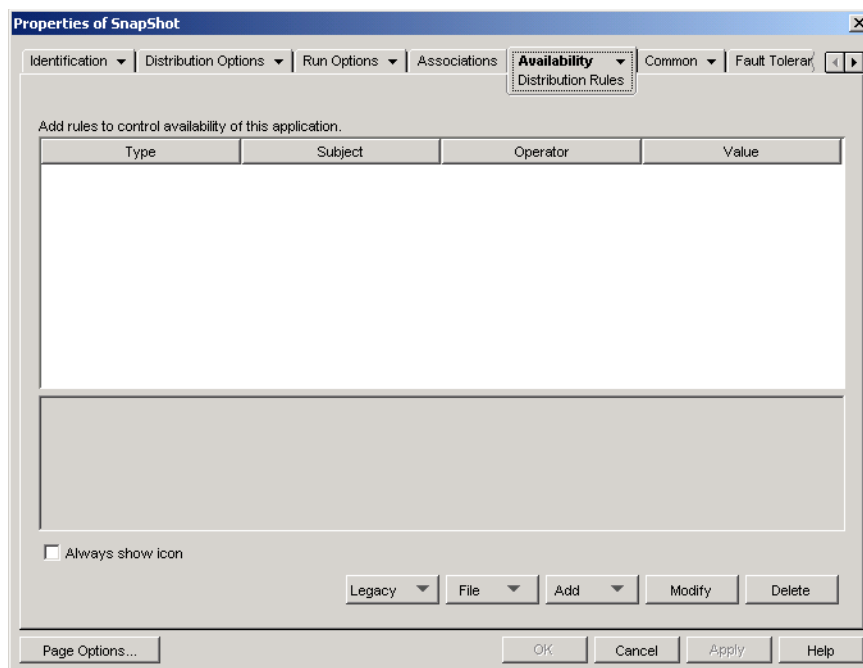 Properties of SnapShot
Identification Distribution Options Run Options Associations Availability Common Fault Toleran
Distribution Rules
Add rules to control availability of this application.
Type Subject Operator Value
Always show icon
Legacy File Add Modify Delete
Page Options... OK Cancel Apply Help